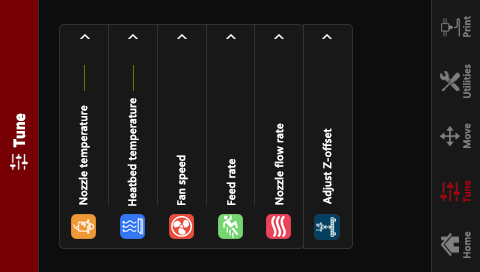 Tune
Nozzle temperature
Heatbed temperature
Fan speed
Feed rate
Nozzle flow rate
Adjust Z-offset
Home
Tune
Move
Utilities
Print